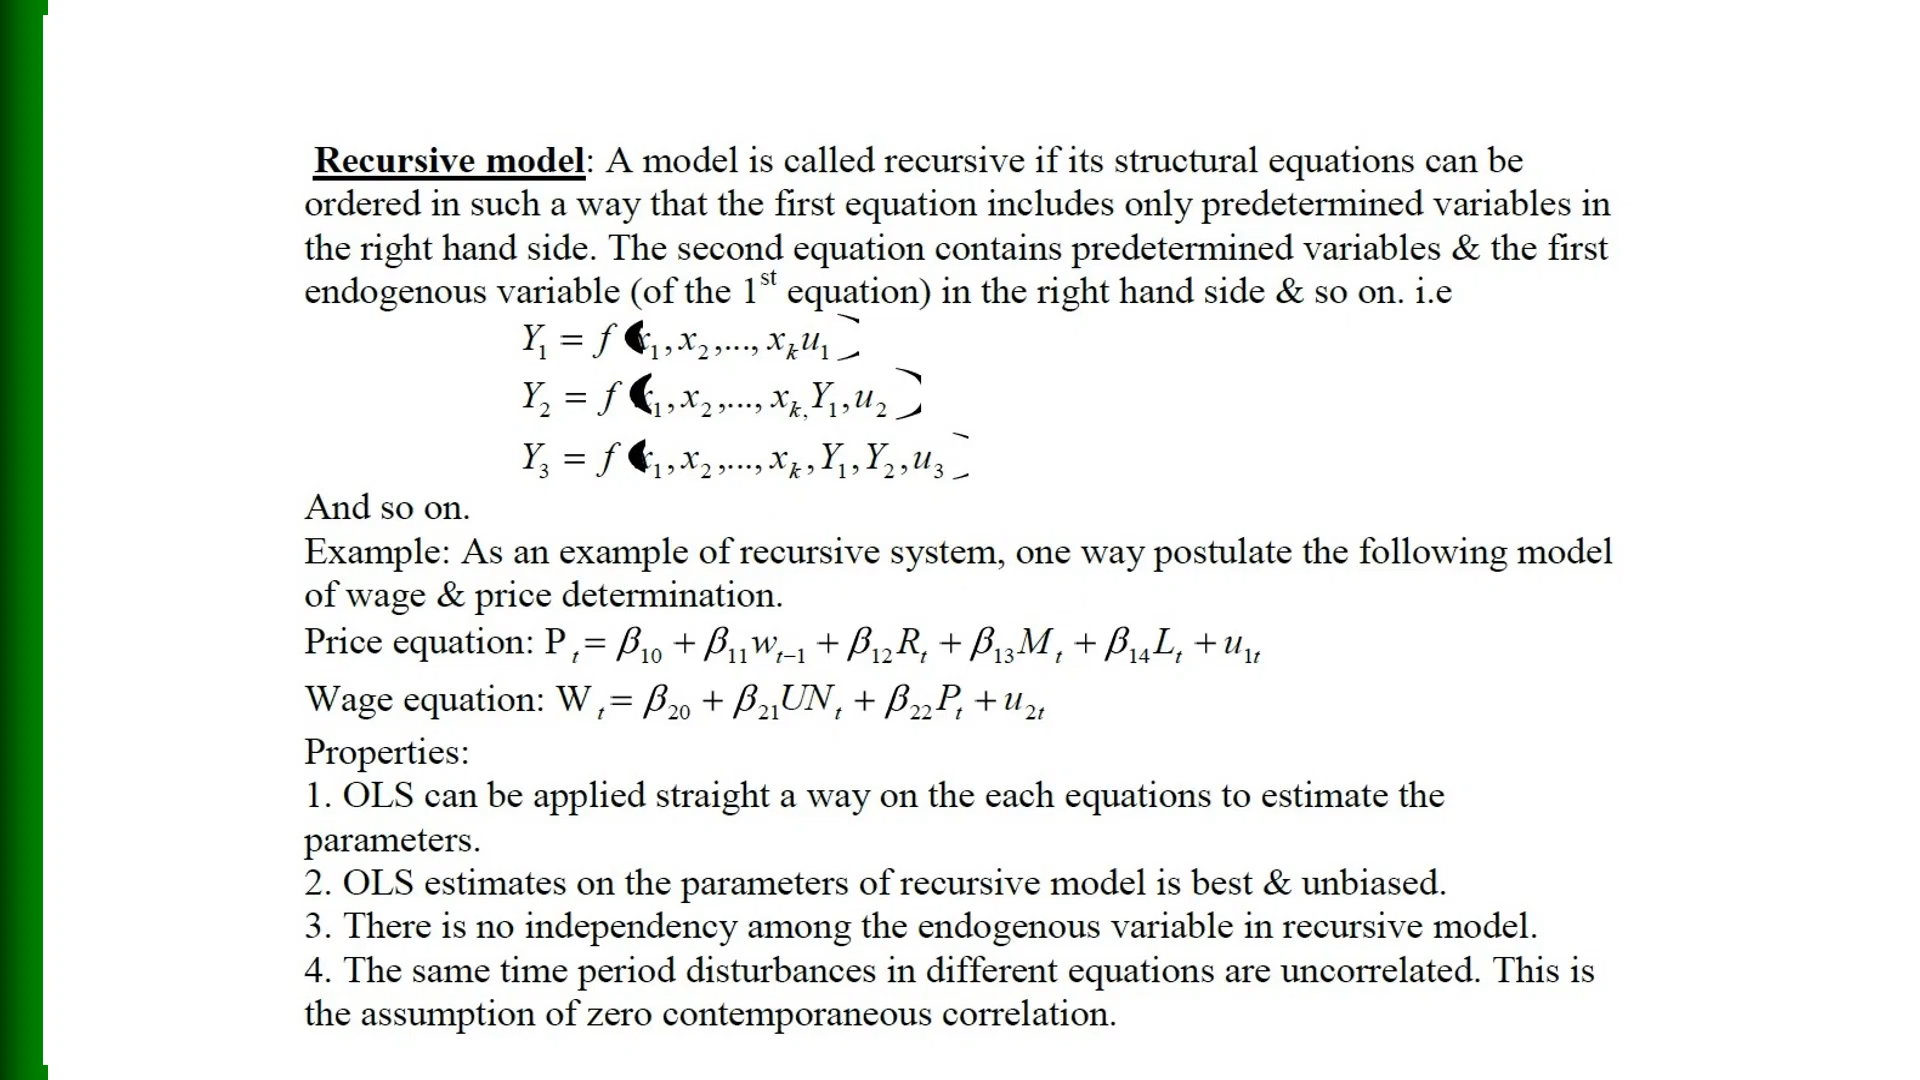 Recursive model: A model is called recursive if its structural equations can be
ordered in such a way that the first equation includes only predetermined variables in
the right hand side. The second equation contains predetermined variables & the first
endogenous variable (of the 1st equation) in the right hand side & so on. i.e
Y₁ = f(x₁, x₂,..., xₖu₁)
Y₂ = f(x₁, x₂,..., xₖ, Y₁, u₂)
Y₃ = f(x₁, x₂,..., xₖ, Y₁, Y₂, u₃)
And so on.
Example: As an example of recursive system, one way postulate the following model
of wage & price determination.
Price equation: P ₜ= β₁₀ + β₁₁wₜ₋₁ + β₁₂Rₜ + β₁₃Mₜ + β₁₄Lₜ + u₁ₜ
Wage equation: W ₜ= β₂₀ + β₂₁UNₜ + β₂₂Pₜ + u₂ₜ
Properties:
1. OLS can be applied straight a way on the each equations to estimate the
parameters.
2. OLS estimates on the parameters of recursive model is best & unbiased.
3. There is no independency among the endogenous variable in recursive model.
4. The same time period disturbances in different equations are uncorrelated. This is
the assumption of zero contemporaneous correlation.